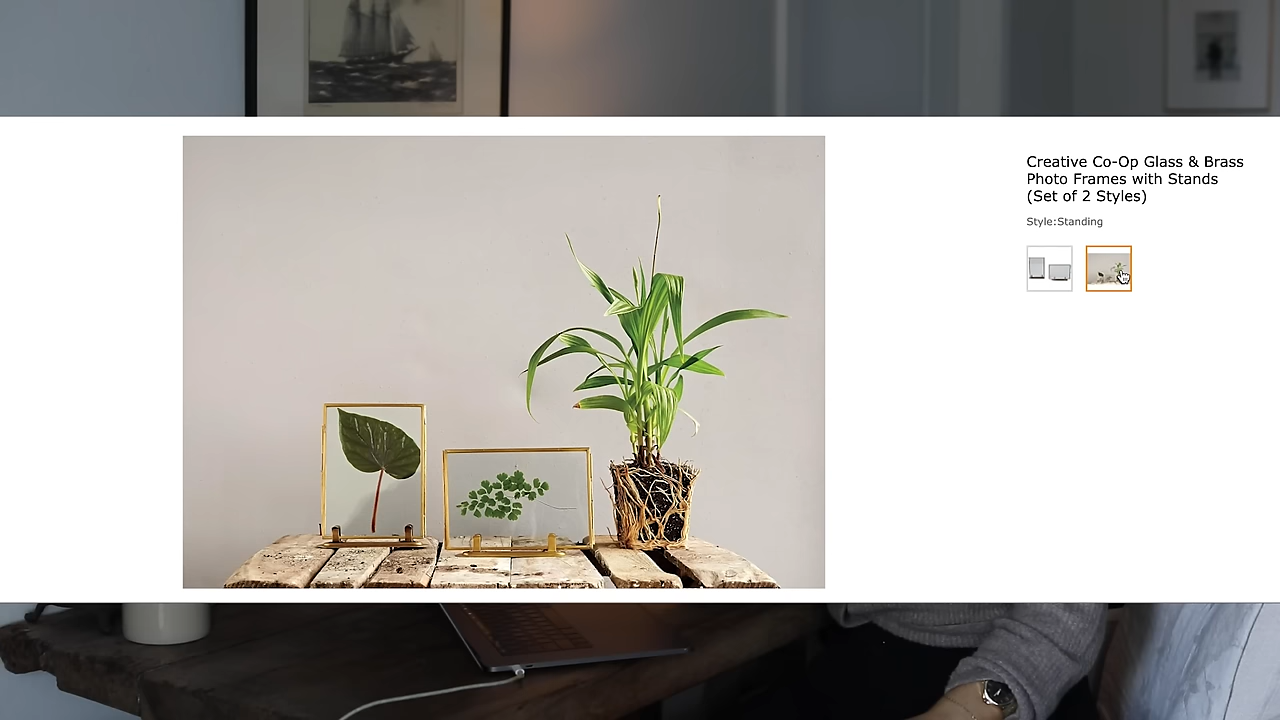 Creative Co-Op Glass & Brass
Photo Frames with Stands
(Set of 2 Styles)
Style:Standing